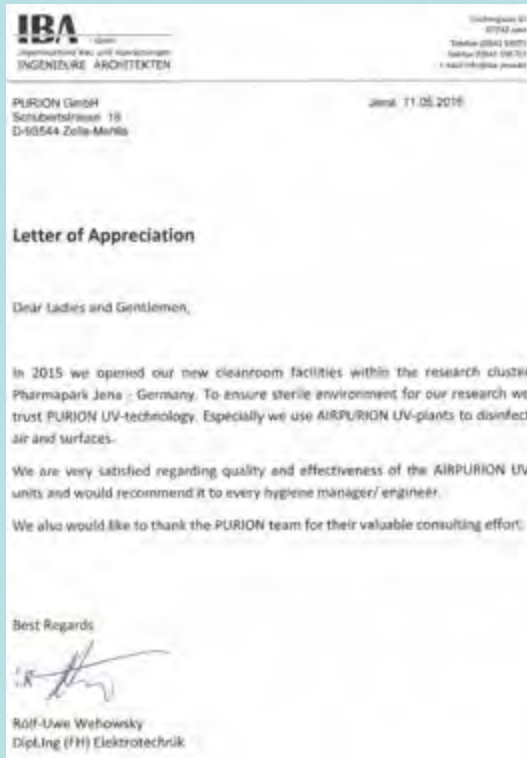 IBA
INGENIEURE ARCHITEKTEN
PURION GmbH
Schubertstrasse 18
D-98544 Zella-Mehlis
Jena 11.05.2016
Letter of Appreciation
Dear Ladies and Gentlemen,
In 2015 we opened our new cleanroom facilities within the research cluster
Pharmapark Jena - Germany. To ensure sterile environment for our research we
trust PURION UV-technology. Especially we use AIRPURION UV-plants to disinfect
air and surfaces.
We are very satisfied regarding quality and effectiveness of the AIRPURION UV
units and would recommend it to every hygiene manager/ engineer.
We also would like to thank the PURION team for their valuable consulting effort.
Best Regards
Rolf-Uwe Wehowsky
Dipl.Ing (FH) Elektrotechnik